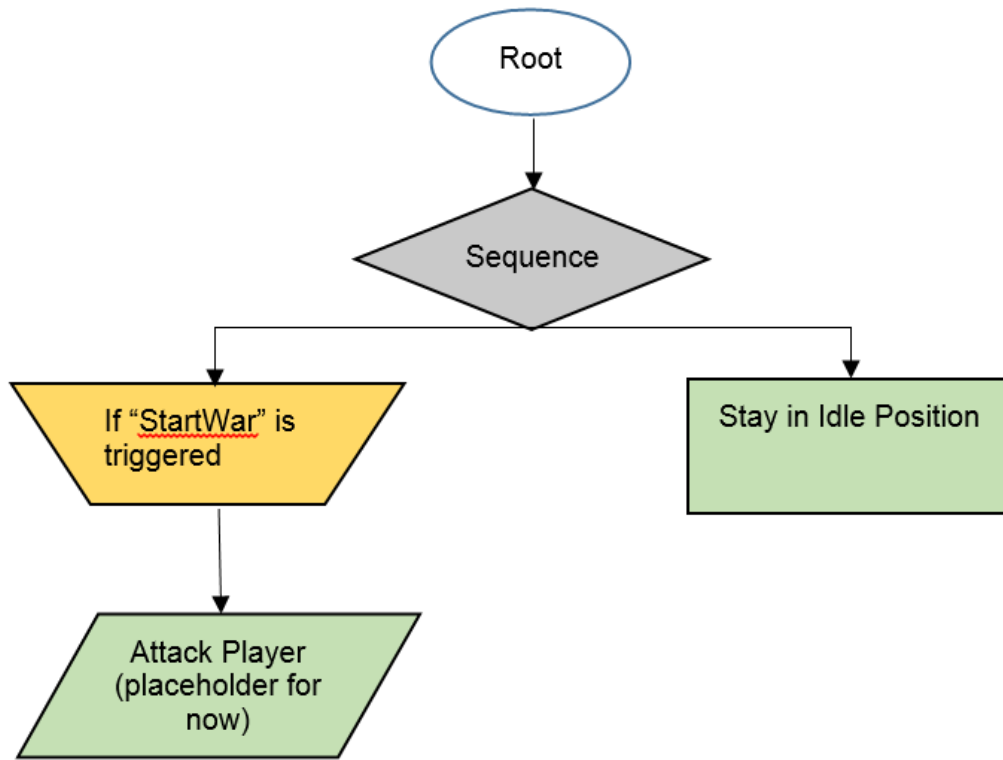 Root
Sequence
If “StartWar” is
triggered
Stay in Idle Position
Attack Player
(placeholder for
now)